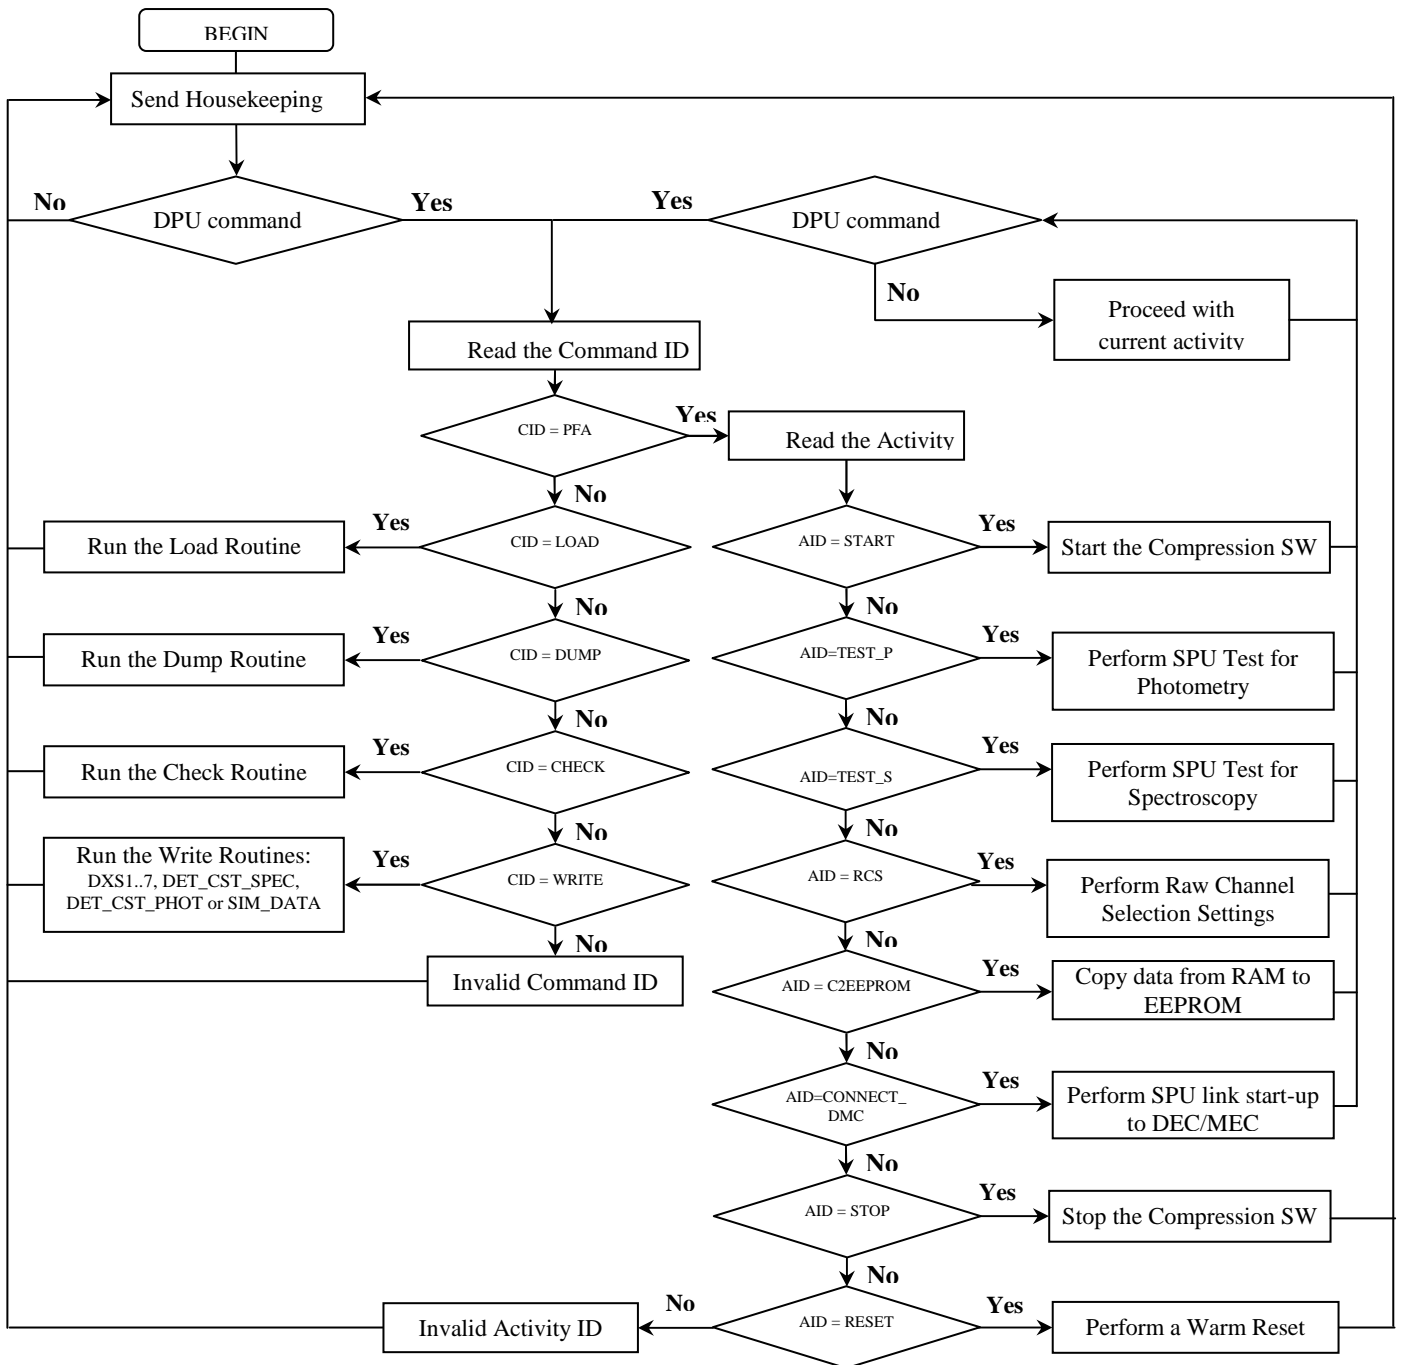 BEGIN
Send Housekeeping
No
DPU command
Yes
Yes
DPU command
No
Proceed with
current activity
Read the Command ID
CID = PFA
Yes
Read the Activity
No
Run the Load Routine
Yes
CID = LOAD
AID = START
Yes
Start the Compression SW
No
No
Run the Dump Routine
Yes
CID = DUMP
AID=TEST_P
Yes
Perform SPU Test for
Photometry
No
No
Run the Check Routine
Yes
CID = CHECK
AID=TEST_S
Yes
Perform SPU Test for
Spectroscopy
No
No
Run the Write Routines:
DXS1..7, DET_CST_SPEC,
DET_CST_PHOT or SIM_DATA
Yes
CID = WRITE
AID = RCS
Yes
Perform Raw Channel
Selection Settings
No
No
Invalid Command ID
AID = C2EEPROM
Yes
Copy data from RAM to
EEPROM
No
AID=CONNECT_
DMC
Yes
Perform SPU link start-up
to DEC/MEC
No
AID = STOP
Yes
Stop the Compression SW
No
Invalid Activity ID
No
AID = RESET
Yes
Perform a Warm Reset